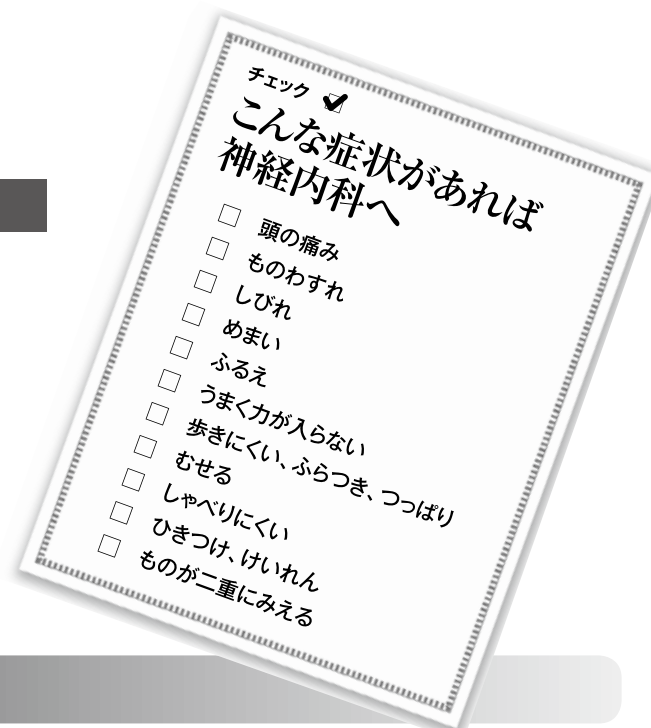 チェック
こんな症状があれば
神経内科へ
頭の痛み
ものわすれ
しびれ
めまい
ふるえ
うまく力が入らない
歩きにくい、ふらつき、つっぱり
むせる
しゃべりにくい
ひきつけ、けいれん
ものが二重にみえる